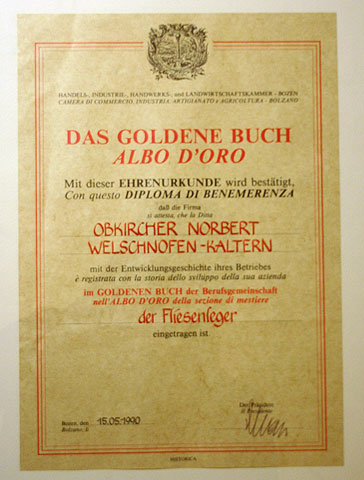 HANDELS-, INDUSTRIE-, HANDWERKS- und LANDWIRTSCHAFTSKAMMER - BOZEN
CAMERA DI COMMERCIO, INDUSTRIA, ARTIGIANATO e AGRICOLTURA - BOLZANO
DAS GOLDENE BUCH
ALBO D'ORO
Mit dieser EHRENURKUNDE wird bestätigt,
Con questo DIPLOMA DI BENEMERENZA
daß die Firma
si attesta, che la Ditta
OBKIRCHER NORBERT
WELSCHNOFEN-KALTERN
mit der Entwicklungsgeschichte ihres Betriebes
è registrata con la storia dello sviluppo della sua azienda
im GOLDENEN BUCH der Berufsgemeinschaft
nell'ALBO D'ORO della sezione di mestiere
der Fliesenleger
eingetragen ist.
Bozen, den 15.05.1990
Bolzano, li
Der Präsident
Il Presidente
HISTORICA